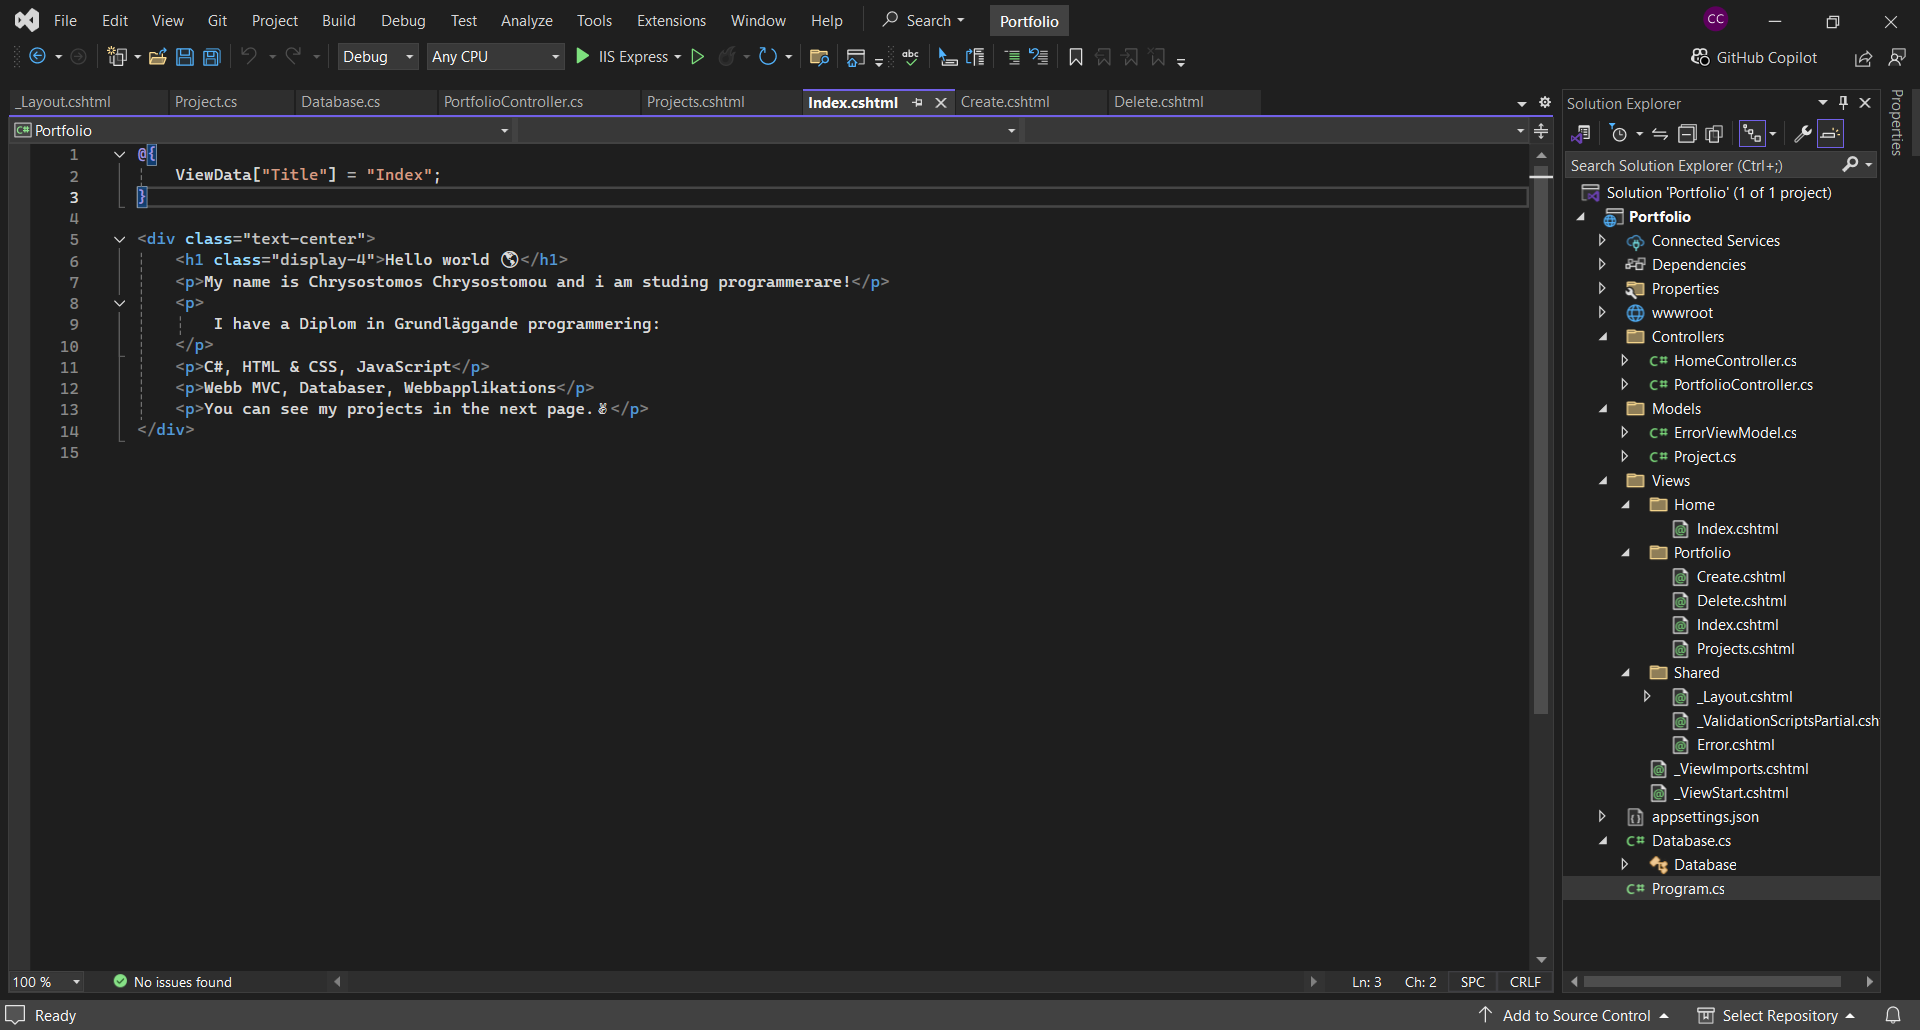 File Edit View Git Project Build Debug Test Analyze Tools Extensions Window Help Search Portfolio CC
Debug Any CPU IIS Express abc GitHub Copilot
_Layout.cshtml Project.cs Database.cs PortfolioController.cs Projects.cshtml Index.cshtml Create.cshtml Delete.cshtml
Portfolio
1 @{
2 ViewData["Title"] = "Index";
3 }
4
5 <div class="text-center">
6 <h1 class="display-4">Hello world 🌎</h1>
7 <p>My name is Chrysostomos Chrysostomou and i am studing programmerare!</p>
8 <p>
9 I have a Diplom in Grundläggande programmering:
10 </p>
11 <p>C#, HTML & CSS, JavaScript</p>
12 <p>Webb MVC, Databaser, Webbapplikations</p>
13 <p>You can see my projects in the next page.✌</p>
14 </div>
15
100 % No issues found Ln: 3 Ch: 2 SPC CRLF
Solution Explorer
Search Solution Explorer (Ctrl+;)
Solution 'Portfolio' (1 of 1 project)
Portfolio
Connected Services
Dependencies
Properties
wwwroot
Controllers
C# HomeController.cs
C# PortfolioController.cs
Models
C# ErrorViewModel.cs
C# Project.cs
Views
Home
Index.cshtml
Portfolio
Create.cshtml
Delete.cshtml
Index.cshtml
Projects.cshtml
Shared
_Layout.cshtml
_ValidationScriptsPartial.csh
Error.cshtml
_ViewImports.cshtml
_ViewStart.cshtml
appsettings.json
C# Database.cs
Database
C# Program.cs
Properties
Ready Add to Source Control Select Repository